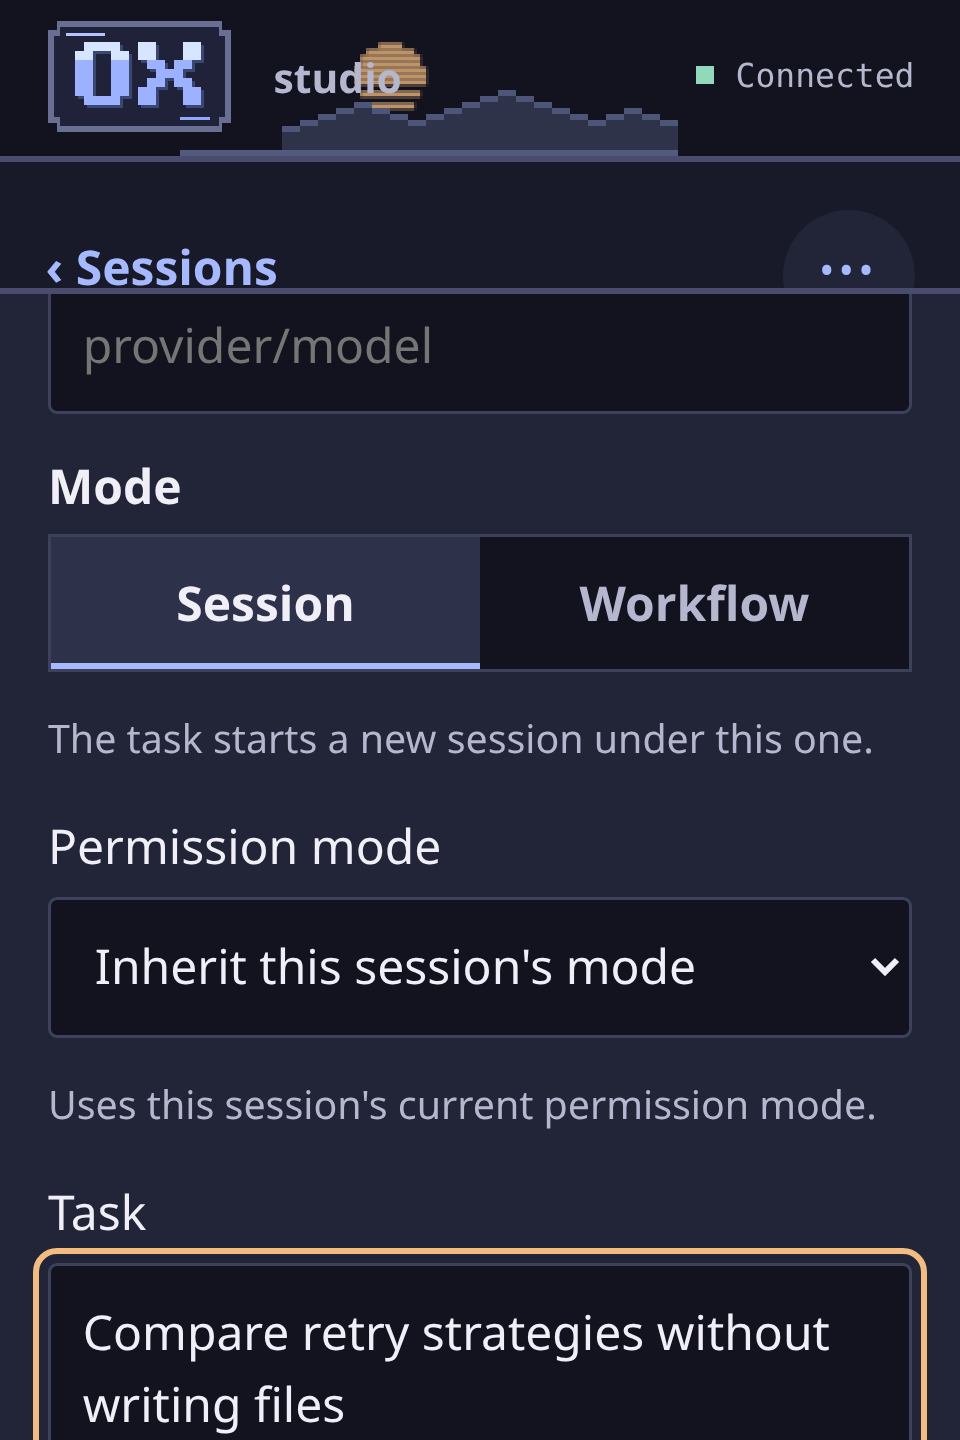 OX
studio
Connected
‹ Sessions
...
provider/model
Mode
Session
Workflow
The task starts a new session under this one.
Permission mode
Inherit this session's mode
Uses this session's current permission mode.
Task
Compare retry strategies without
writing files